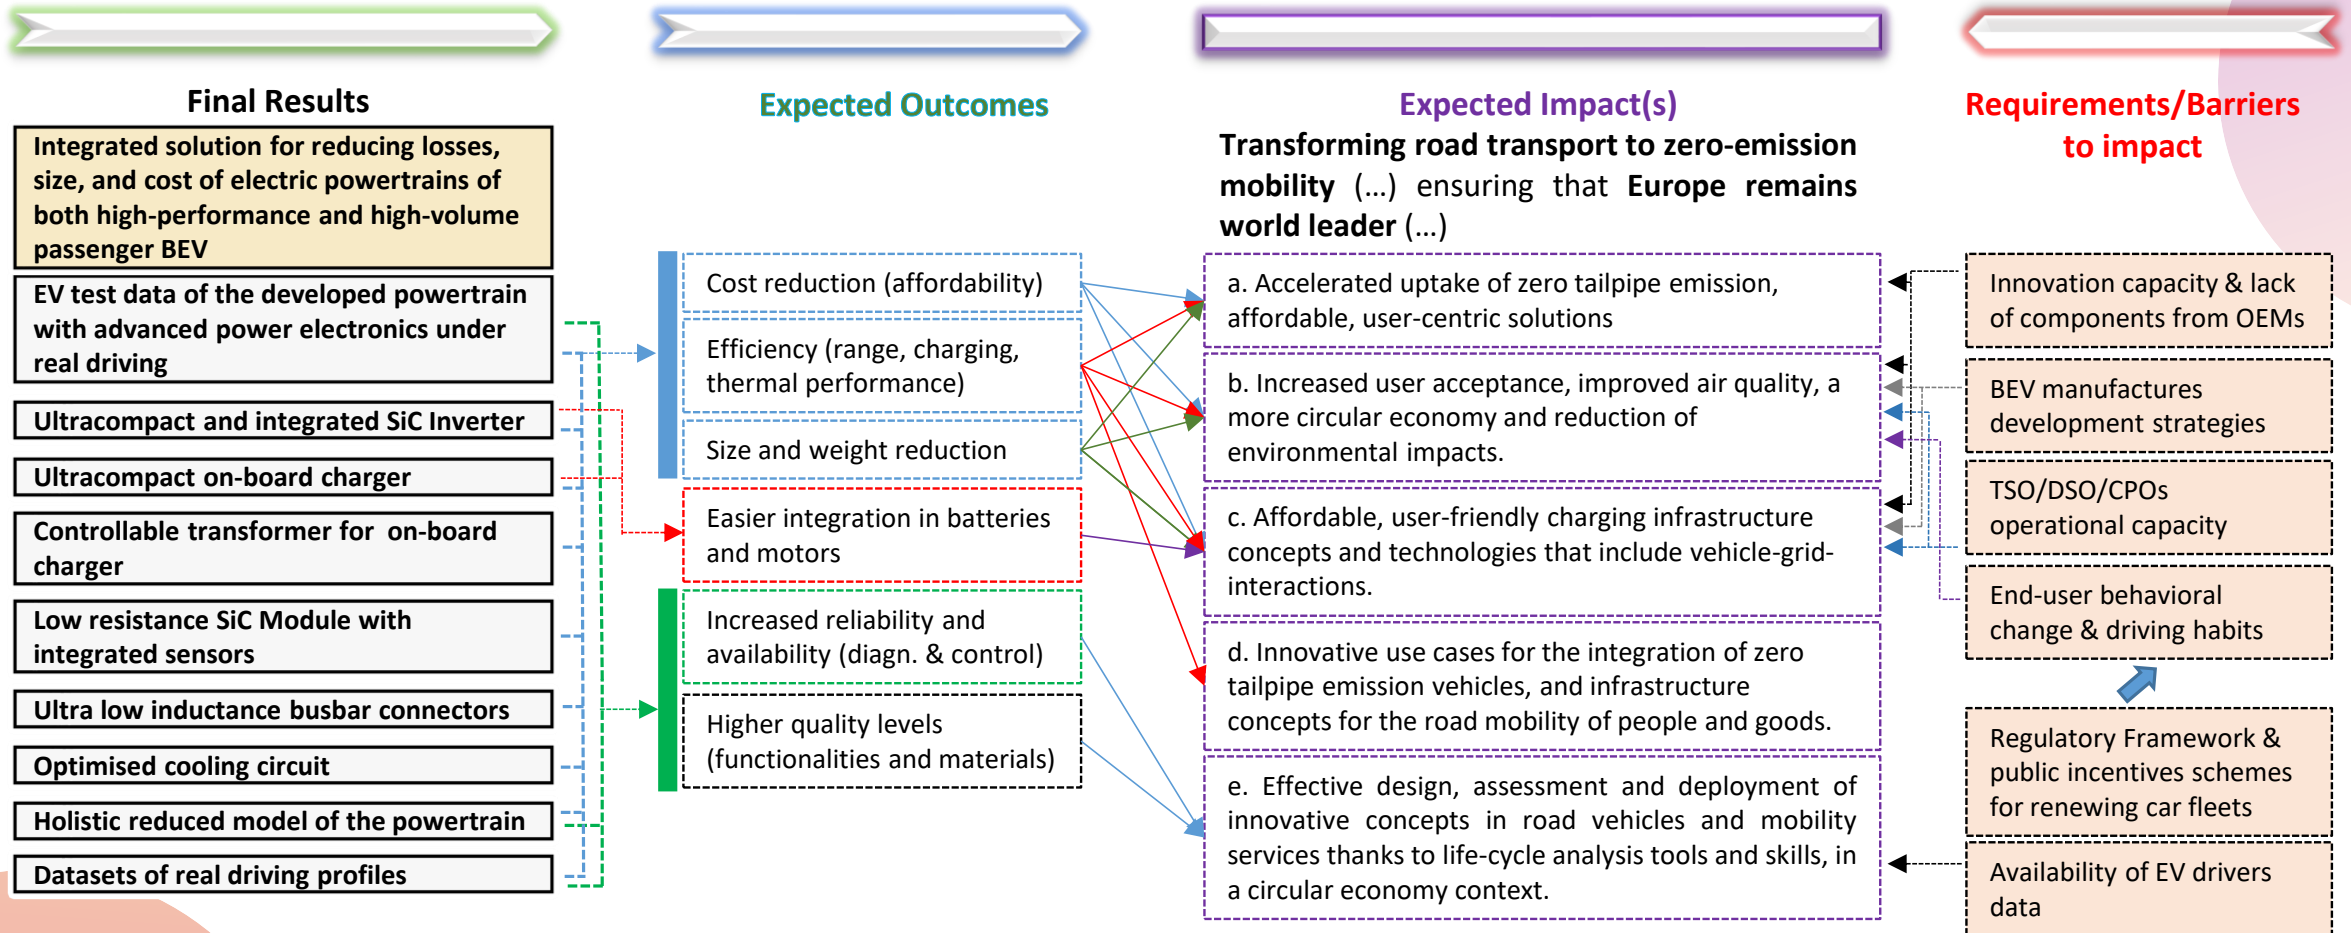 Final Results
Integrated solution for reducing losses,
size, and cost of electric powertrains of
both high-performance and high-volume
passenger BEV
EV test data of the developed powertrain
with advanced power electronics under
real driving
Ultracompact and integrated SiC Inverter
Ultracompact on-board charger
Controllable transformer for on-board
charger
Low resistance SiC Module with
integrated sensors
Ultra low inductance busbar connectors
Optimised cooling circuit
Holistic reduced model of the powertrain
Datasets of real driving profiles
Expected Outcomes
Cost reduction (affordability)
Efficiency (range, charging,
thermal performance)
Size and weight reduction
Easier integration in batteries
and motors
Increased reliability and
availability (diagn. & control)
Higher quality levels
(functionalities and materials)
Expected Impact(s)
Transforming road transport to zero-emission
mobility (...) ensuring that Europe remains
world leader (...)
a. Accelerated uptake of zero tailpipe emission,
affordable, user-centric solutions
b. Increased user acceptance, improved air quality, a
more circular economy and reduction of
environmental impacts.
c. Affordable, user-friendly charging infrastructure
concepts and technologies that include vehicle-grid-
interactions.
d. Innovative use cases for the integration of zero
tailpipe emission vehicles, and infrastructure
concepts for the road mobility of people and goods.
e. Effective design, assessment and deployment of
innovative concepts in road vehicles and mobility
services thanks to life-cycle analysis tools and skills, in
a circular economy context.
Requirements/Barriers
to impact
Innovation capacity & lack
of components from OEMs
BEV manufactures
development strategies
TSO/DSO/CPOs
operational capacity
End-user behavioral
change & driving habits
Regulatory Framework &
public incentives schemes
for renewing car fleets
Availability of EV drivers
data